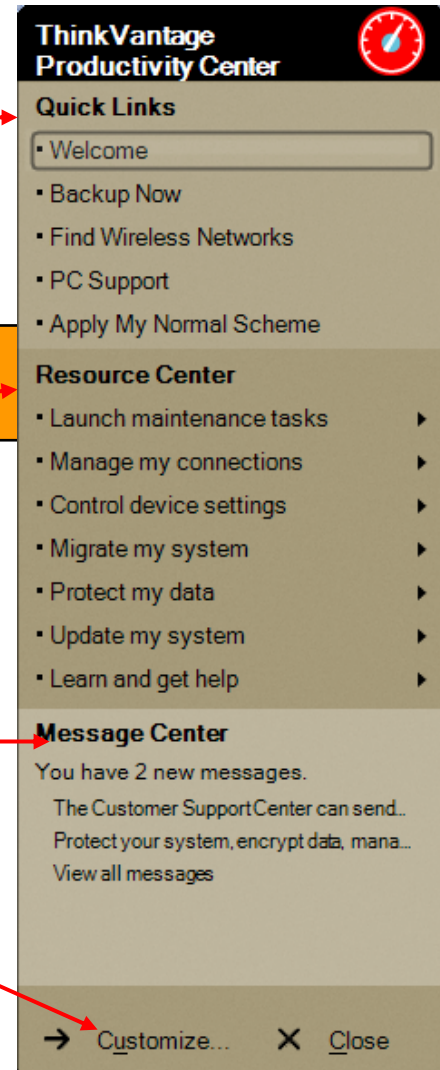 ThinkVantage
Productivity Center
Quick Links
▪ Welcome
▪ Backup Now
▪ Find Wireless Networks
▪ PC Support
▪ Apply My Normal Scheme
Resource Center
▪ Launch maintenance tasks
▪ Manage my connections
▪ Control device settings
▪ Migrate my system
▪ Protect my data
▪ Update my system
▪ Learn and get help
Message Center
You have 2 new messages.
The Customer Support Center can send..
Protect your system, encrypt data, mana...
View all messages
Customize... Close